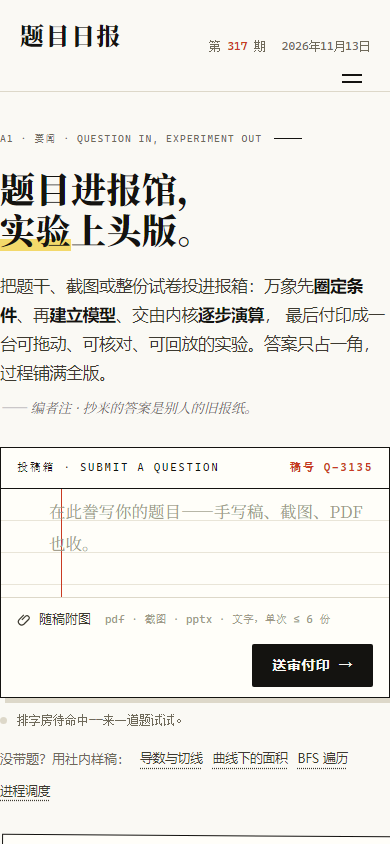 题目日报
第 317 期 2026年11月13日
A1 · 要闻 · QUESTION IN, EXPERIMENT OUT
题目进报馆，
实验上头版。
把题干、截图或整份试卷投进报箱：万象先圈定条
件、再建立模型、交由内核逐步演算， 最后付印成一
台可拖动、可核对、可回放的实验。答案只占一角，
过程铺满全版。
—— 编者注 · 抄来的答案是别人的旧报纸。
投稿箱 · SUBMIT A QUESTION 稿号 Q-3135
在此誊写你的题目——手写稿、截图、PDF
也收。
随稿附图 pdf · 截图 · pptx · 文字，单次 ≤ 6 份
送审付印 →
排字房待命中——来一道题试试。
没带题？用社内样稿： 导数与切线 曲线下的面积 BFS 遍历
进程调度